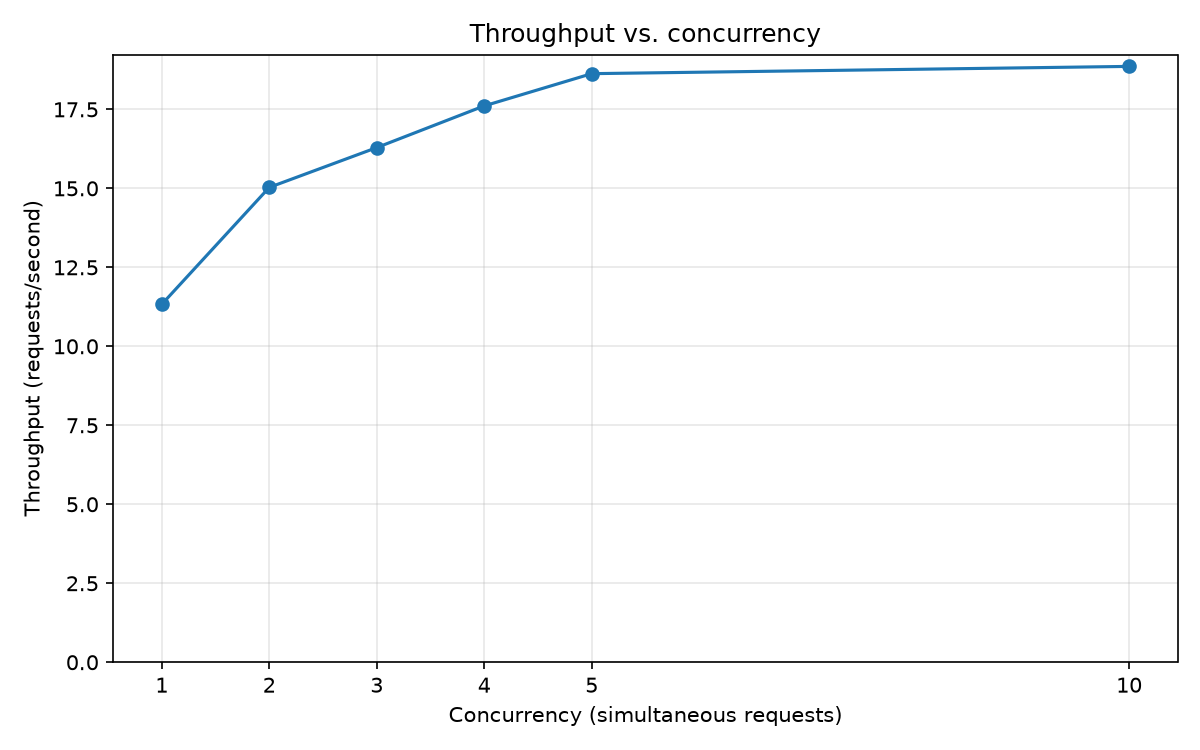 Throughput vs. concurrency
Throughput (requests/second)
17.5
15.0
12.5
10.0
7.5
5.0
2.5
0.0
1 2 3 4 5 10
Concurrency (simultaneous requests)